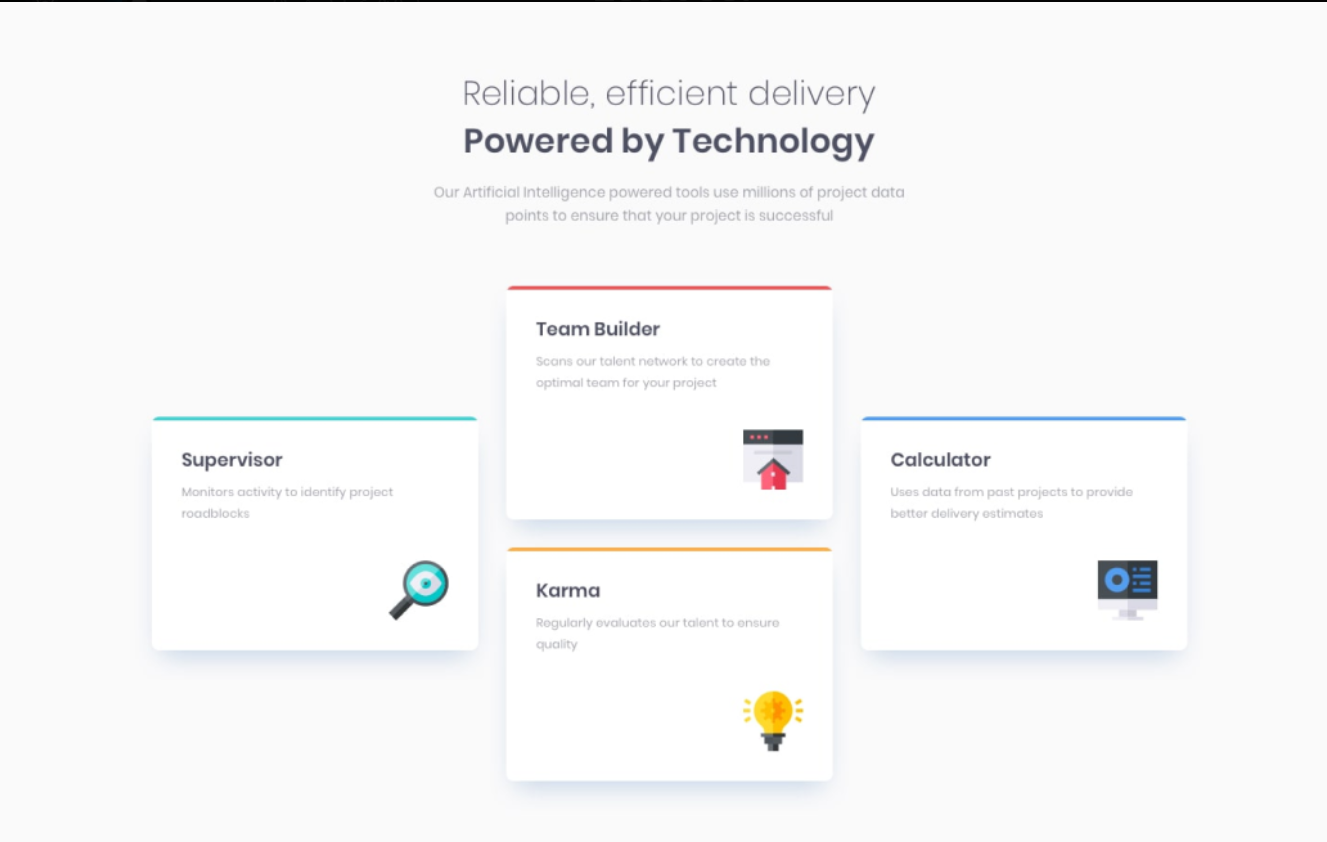 Reliable, efficient delivery
Powered by Technology
Our Artificial Intelligence powered tools use millions of project data
points to ensure that your project is successful
Team Builder
Scans our talent network to create the
optimal team for your project
Supervisor
Monitors activity to identify project
roadblocks
Calculator
Uses data from past projects to provide
better delivery estimates
Karma
Regularly evaluates our talent to ensure
quality